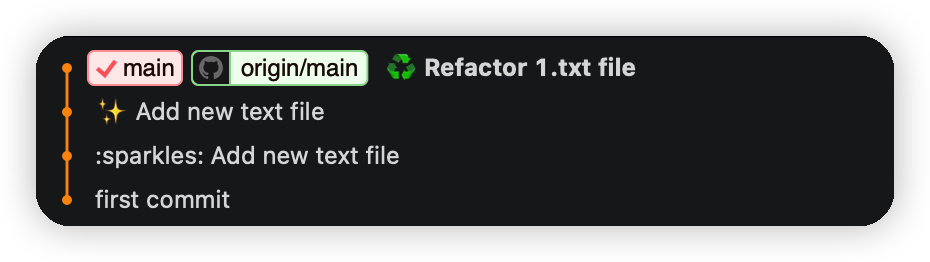 main origin/main ♻️ Refactor 1.txt file
✨ Add new text file
:sparkles: Add new text file
first commit